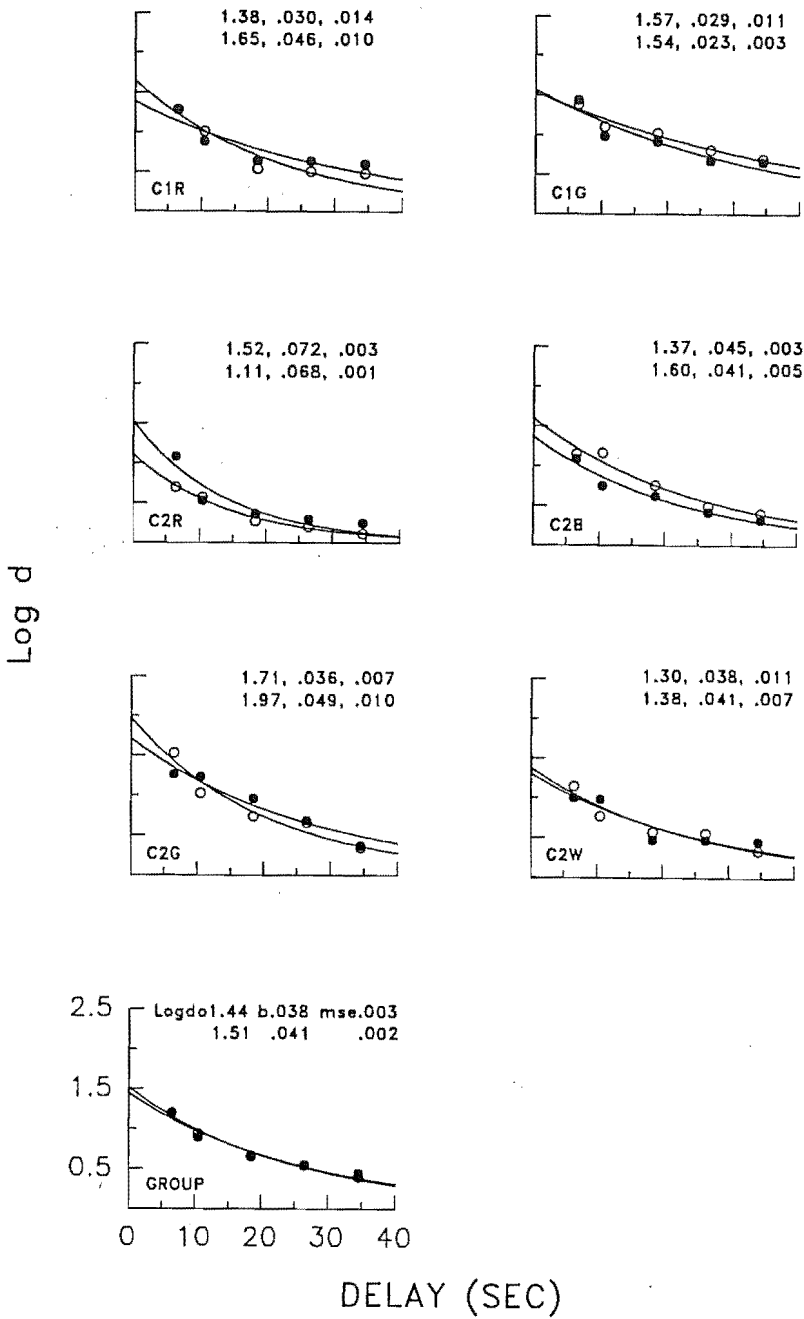 1.38, .030, .014
1.65, .046, .010
C1R
1.57, .029, .011
1.54, .023, .003
C1G
1.52, .072, .003
1.11, .068, .001
C2R
1.37, .045, .003
1.60, .041, .005
C2B
Log d
1.71, .036, .007
1.97, .049, .010
C2G
1.30, .038, .011
1.38, .041, .007
C2W
2.5
1.5
0.5
Logdo1.44 b.038 mse.003
1.51 .041 .002
GROUP
0 10 20 30 40
DELAY (SEC)